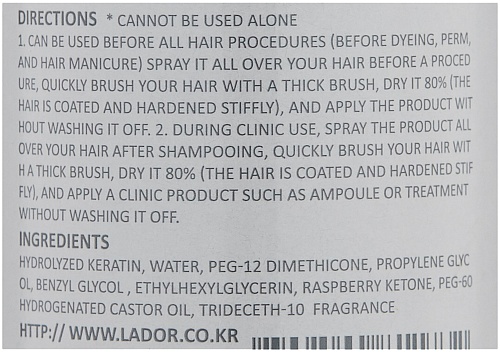 DIRECTIONS * CANNOT BE USED ALONE
1. CAN BE USED BEFORE ALL HAIR PROCEDURES (BEFORE DYEING, PERM,
AND HAIR MANICURE) SPRAY IT ALL OVER YOUR HAIR BEFORE A PROCED
URE, QUICKLY BRUSH YOUR HAIR WITH A THICK BRUSH, DRY IT 80% (THE
HAIR IS COATED AND HARDENED STIFFLY), AND APPLY THE PRODUCT WIT
HOUT WASHING IT OFF. 2. DURING CLINIC USE, SPRAY THE PRODUCT ALL
OVER YOUR HAIR AFTER SHAMPOOING, QUICKLY BRUSH YOUR HAIR WIT
H A THICK BRUSH, DRY IT 80% (THE HAIR IS COATED AND HARDENED STIF
FLY), AND APPLY A CLINIC PRODUCT SUCH AS AMPOULE OR TREATMENT
WITHOUT WASHING IT OFF.
INGREDIENTS
HYDROLYZED KERATIN, WATER, PEG-12 DIMETHICONE, PROPYLENE GLYC
OL, BENZYL GLYCOL , ETHYLHEXYLGLYCERIN, RASPBERRY KETONE, PEG-60
HYDROGENATED CASTOR OIL, TRIDECETH-10 FRAGRANCE
HTTP// WWW.LADOR.CO.KR